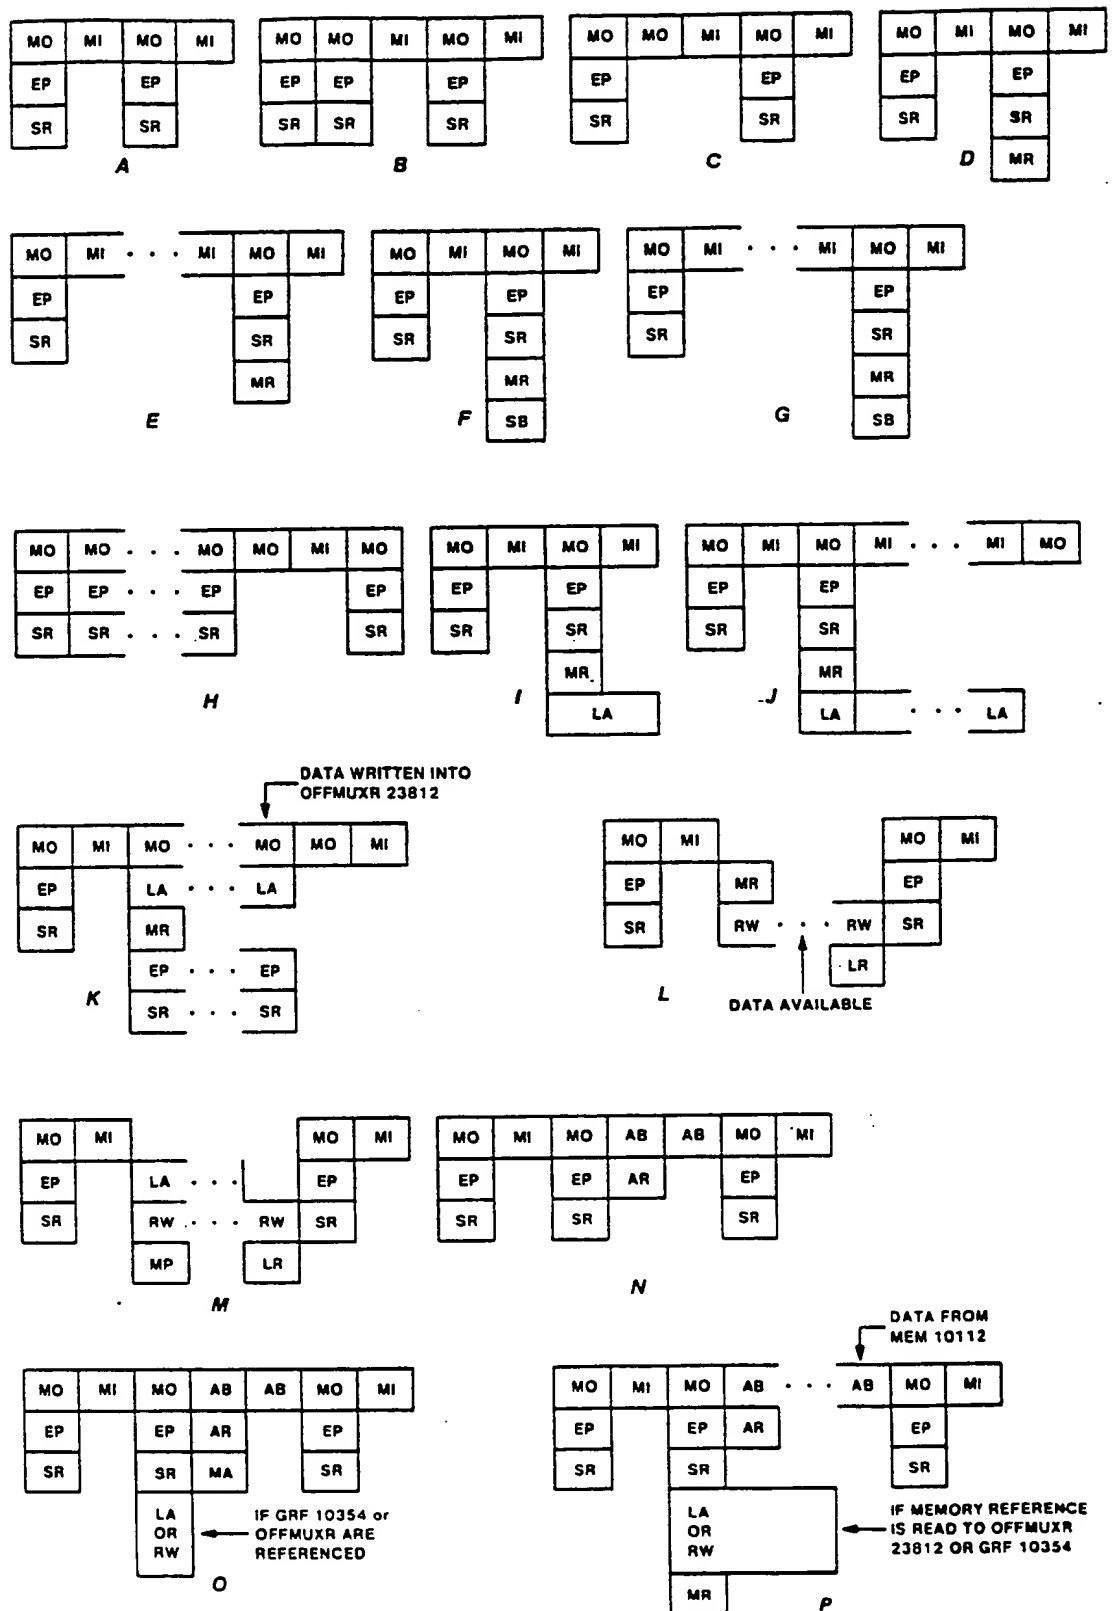 MO MI MO MI
EP EP
SR SR
A
MO MO MI MO MI
EP EP EP
SR SR SR
B
MO MO MI MO MI
EP EP
SR SR
C
MO MI MO MI
EP EP
SR SR
MR
D
MO MI · · · MI MO MI
EP EP
SR SR
MR
E
MO MI MO MI
EP EP
SR SR
MR
SB
F
MO MI · · · MI MO MI
EP EP
SR SR
MR
SB
G
MO MO · · · MO MO MI MO
EP EP · · · EP EP
SR SR · · · SR SR
H
MO MI MO MI
EP EP
SR SR
MR
LA
I
MO MI MO MI · · · MI MO
EP EP
SR SR
MR
LA · · · LA
J
DATA WRITTEN INTO
OFFMUXR 23812
MO MI MO · · · MO MO MI
EP LA · · · LA
SR MR
EP · · · EP
SR · · · SR
K
MO MI MO MI
EP MR EP
SR RW · · · RW SR
LR
DATA AVAILABLE
L
MO MI MO MI
EP LA · · · EP
SR RW · · · RW SR
MP LR
M
MO MI MO AB AB MO MI
EP EP AR EP
SR SR SR
N
MO MI MO AB AB MO MI
EP EP AR EP
SR SR MA SR
LA
OR
RW
IF GRF 10354 or
OFFMUXR ARE
REFERENCED
O
DATA FROM
MEM 10112
MO MI MO AB · · · AB MO MI
EP EP AR EP
SR SR SR
LA
OR
RW
IF MEMORY REFERENCE
IS READ TO OFFMUXR
23812 OR GRF 10354
MR
P